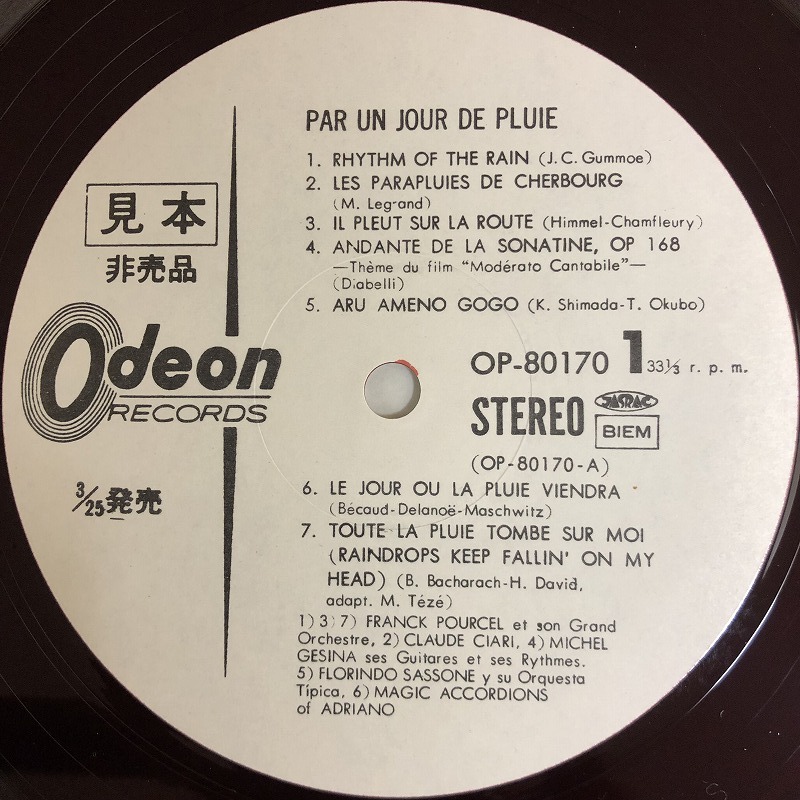 PAR UN JOUR DE PLUIE
1. RHYTHM OF THE RAIN (J.C. Gummoe)
2. LES PARAPLUIES DE CHERBOURG
(M. Legrand)
3. IL PLEUT SUR LA ROUTE (Himmel-Chamfleury)
4. ANDANTE DE LA SONATINE, OP 168
—Thème du film "Modérato Cantabile"—
(Diabelli)
5. ARU AMENO GOGO (K. Shimada-T. Okubo)
見本
非売品
Odeon
RECORDS
3/25発売
OP-80170 1 33⅓ r. p. m.
STEREO JASRAC
BIEM
(OP-80170-A)
6. LE JOUR OU LA PLUIE VIENDRA
(Bécaud-Delanoë-Maschwitz)
7. TOUTE LA PLUIE TOMBE SUR MOI
(RAINDROPS KEEP FALLIN' ON MY
HEAD) (B. Bacharach-H. David,
adapt. M. Tézé)
1) 3) 7) FRANCK POURCEL et son Grand
Orchestre, 2) CLAUDE CIARI, 4) MICHEL
GESINA ses Guitares et ses Rythmes.
5) FLORINDO SASSONE y su Orquesta
Típica, 6) MAGIC ACCORDIONS
of ADRIANO